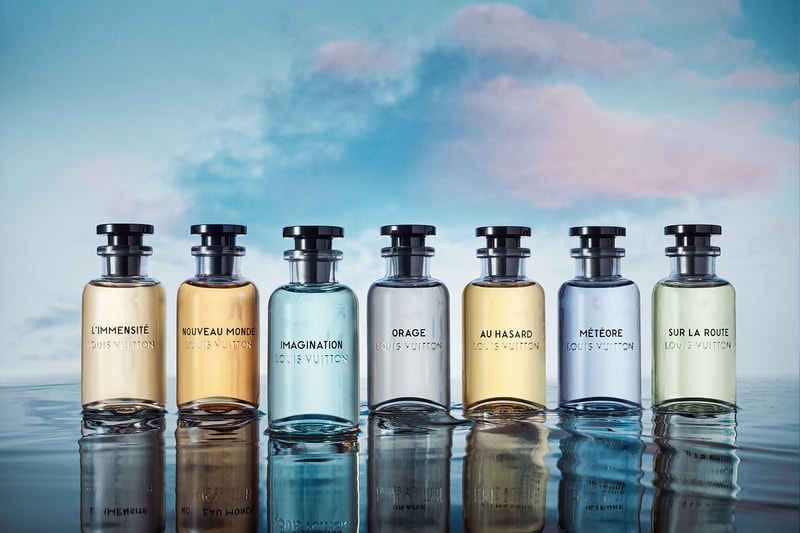 L'IMMENSITÉ
LOUIS VUITTON
NOUVEAU MONDE
LOUIS VUITTON
IMAGINATION
LOUIS VUITTON
ORAGE
LOUIS VUITTON
AU HASARD
LOUIS VUITTON
MÉTÉORE
LOUIS VUITTON
SUR LA ROUTE
LOUIS VUITTON